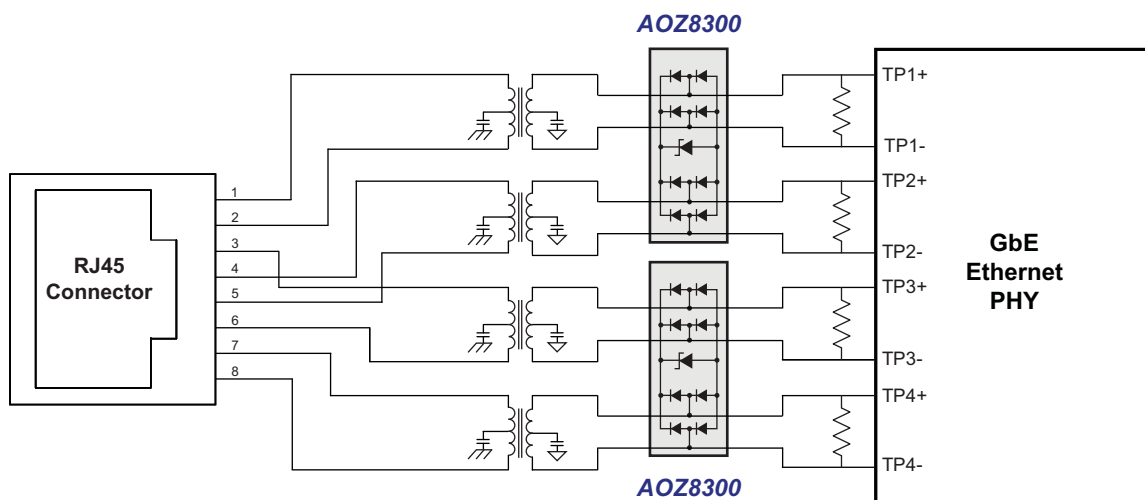 AOZ8300
TP1+
TP1-
TP2+
TP2-
TP3+
TP3-
TP4+
TP4-
GbE
Ethernet
PHY
RJ45
Connector
1
2
3
4
5
6
7
8
AOZ8300